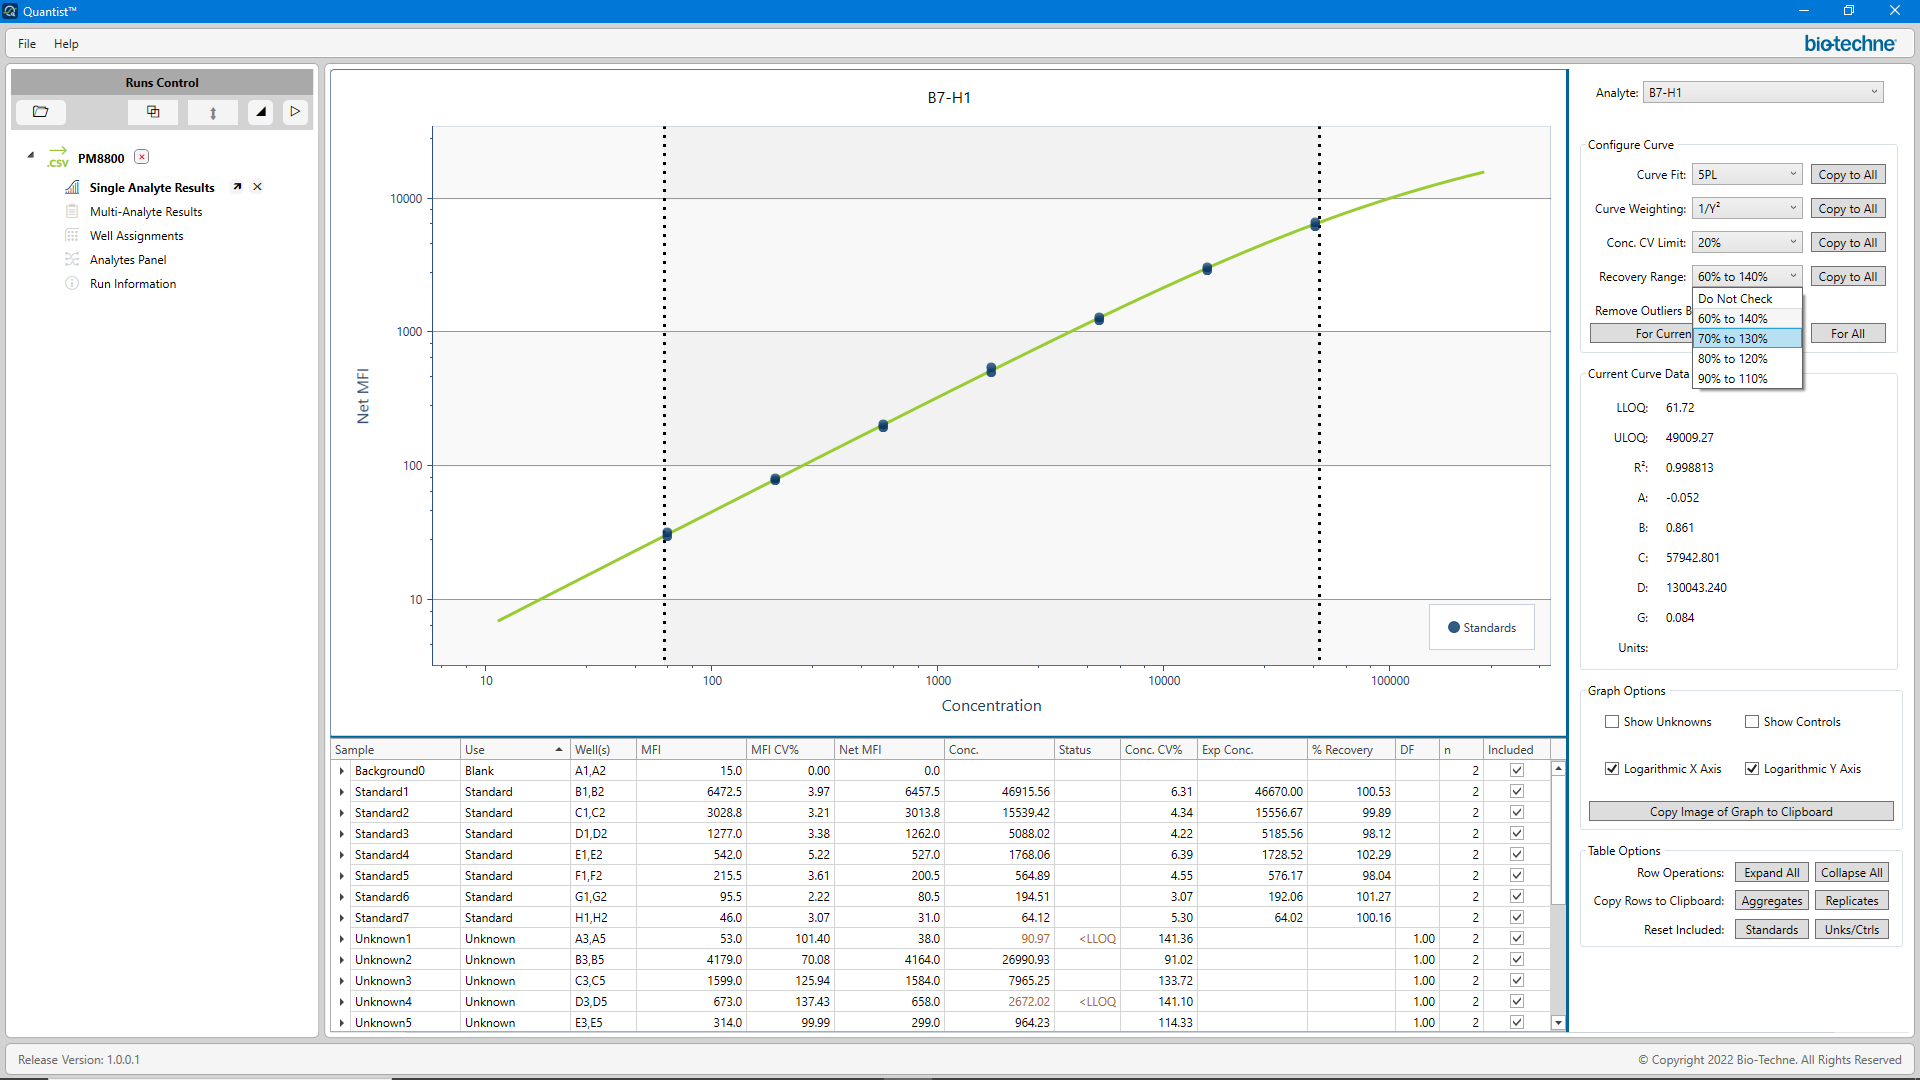 Quantist™
File Help
bio-techne®
Runs Control
.CSV PM8800
Single Analyte Results
Multi-Analyte Results
Well Assignments
Analytes Panel
Run Information
B7-H1
10000
1000
100
10
Net MFI
10 100 1000 10000 100000
Concentration
Standards
Analyte: B7-H1
Configure Curve
Curve Fit: 5PL Copy to All
Curve Weighting: 1/Y² Copy to All
Conc. CV Limit: 20% Copy to All
Recovery Range: 60% to 140% Copy to All
Do Not Check
60% to 140%
70% to 130%
80% to 120%
90% to 110%
Remove Outliers B
For Curren For All
Current Curve Data
LLOQ: 61.72
ULOQ: 49009.27
R²: 0.998813
A: -0.052
B: 0.861
C: 57942.801
D: 130043.240
G: 0.084
Units:
Graph Options
Show Unknowns Show Controls
Logarithmic X Axis Logarithmic Y Axis
Copy Image of Graph to Clipboard
Table Options
Row Operations: Expand All Collapse All
Copy Rows to Clipboard: Aggregates Replicates
Reset Included: Standards Unks/Ctrls
Sample Use Well(s) MFI MFI CV% Net MFI Conc. Status Conc. CV% Exp Conc. % Recovery DF n Included
Background0 Blank A1,A2 15.0 0.00 0.0 2
Standard1 Standard B1,B2 6472.5 3.97 6457.5 46915.56 6.31 46670.00 100.53 2
Standard2 Standard C1,C2 3028.8 3.21 3013.8 15539.42 4.34 15556.67 99.89 2
Standard3 Standard D1,D2 1277.0 3.38 1262.0 5088.02 4.22 5185.56 98.12 2
Standard4 Standard E1,E2 542.0 5.22 527.0 1768.06 6.39 1728.52 102.29 2
Standard5 Standard F1,F2 215.5 3.61 200.5 564.89 4.55 576.17 98.04 2
Standard6 Standard G1,G2 95.5 2.22 80.5 194.51 3.07 192.06 101.27 2
Standard7 Standard H1,H2 46.0 3.07 31.0 64.12 5.30 64.02 100.16 2
Unknown1 Unknown A3,A5 53.0 101.40 38.0 90.97 <LLOQ 141.36 1.00 2
Unknown2 Unknown B3,B5 4179.0 70.08 4164.0 26990.93 91.02 1.00 2
Unknown3 Unknown C3,C5 1599.0 125.94 1584.0 7965.25 133.72 1.00 2
Unknown4 Unknown D3,D5 673.0 137.43 658.0 2672.02 <LLOQ 141.10 1.00 2
Unknown5 Unknown E3,E5 314.0 99.99 299.0 964.23 114.33 1.00 2
Release Version: 1.0.0.1
© Copyright 2022 Bio-Techne. All Rights Reserved